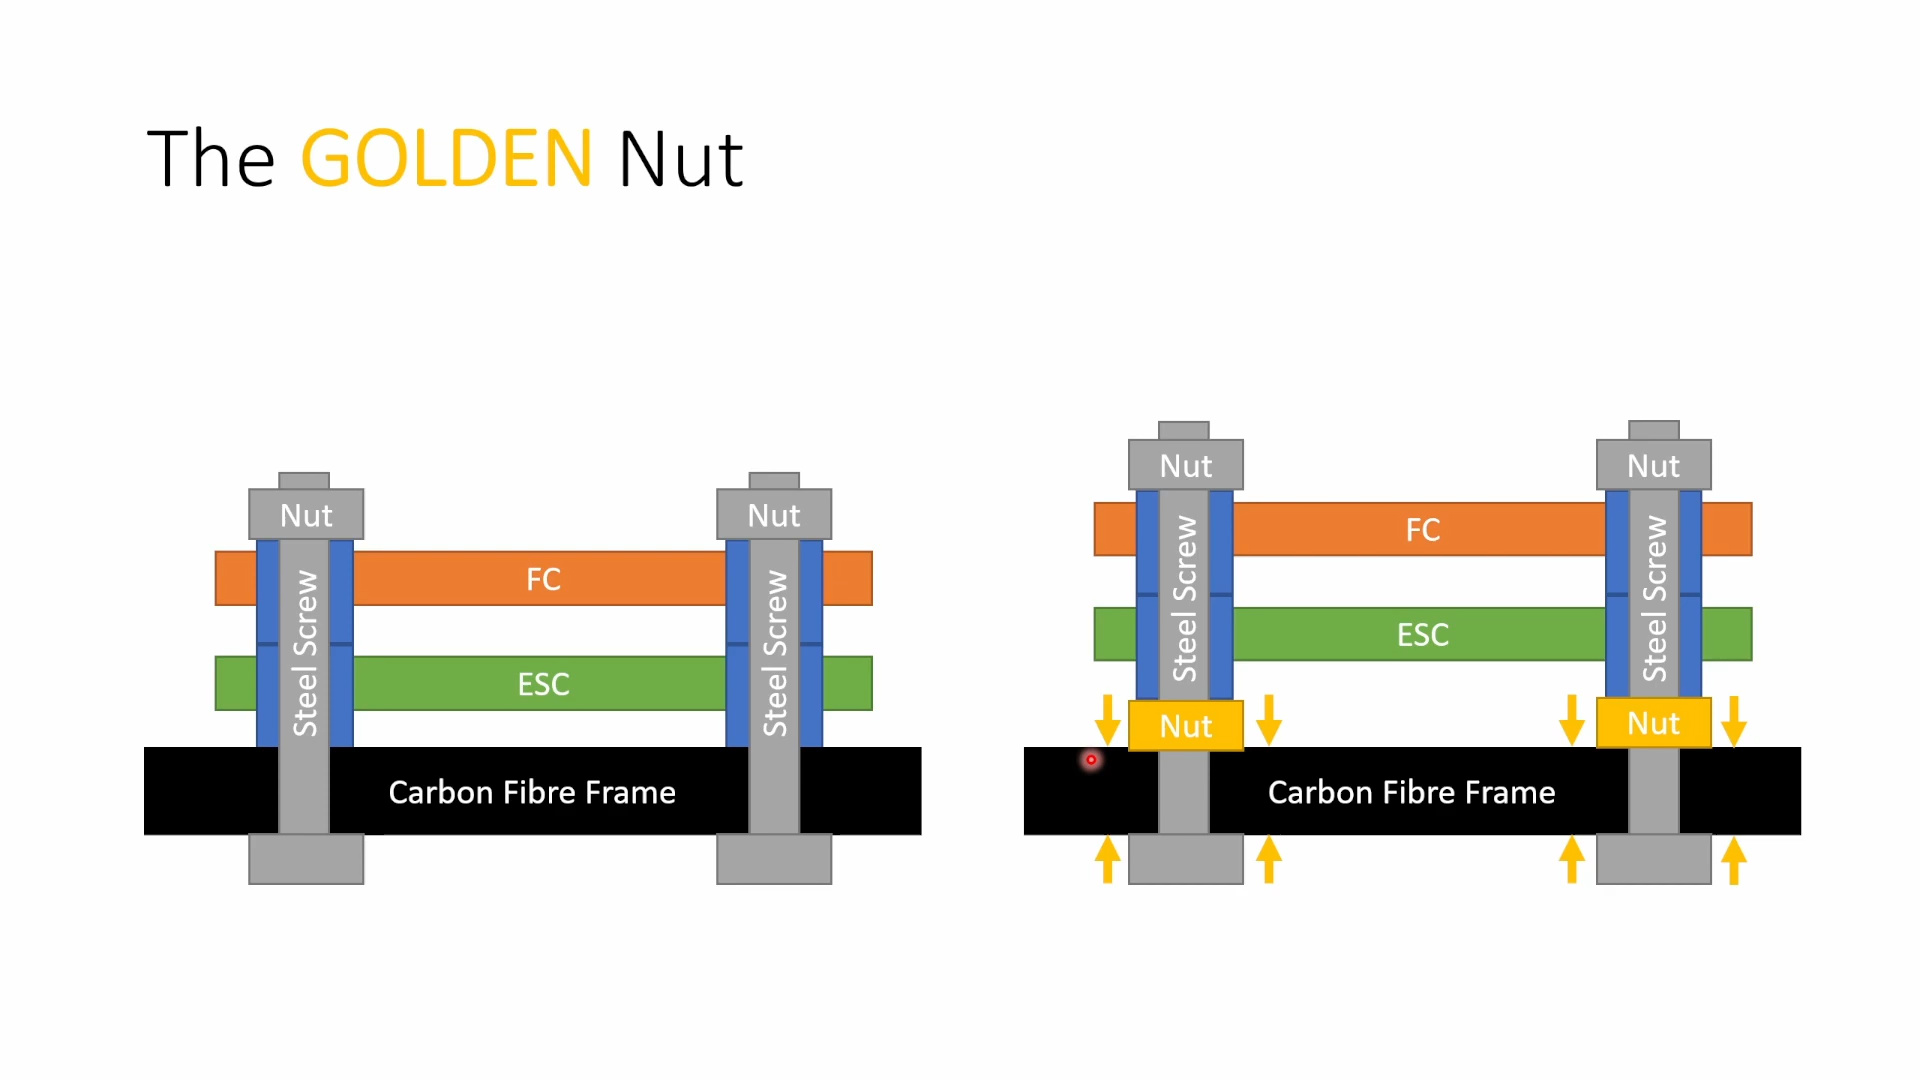 The GOLDEN Nut
Nut
Nut
FC
Steel Screw
Steel Screw
ESC
Carbon Fibre Frame
Nut
Nut
FC
Steel Screw
Steel Screw
ESC
Nut
Nut
Carbon Fibre Frame